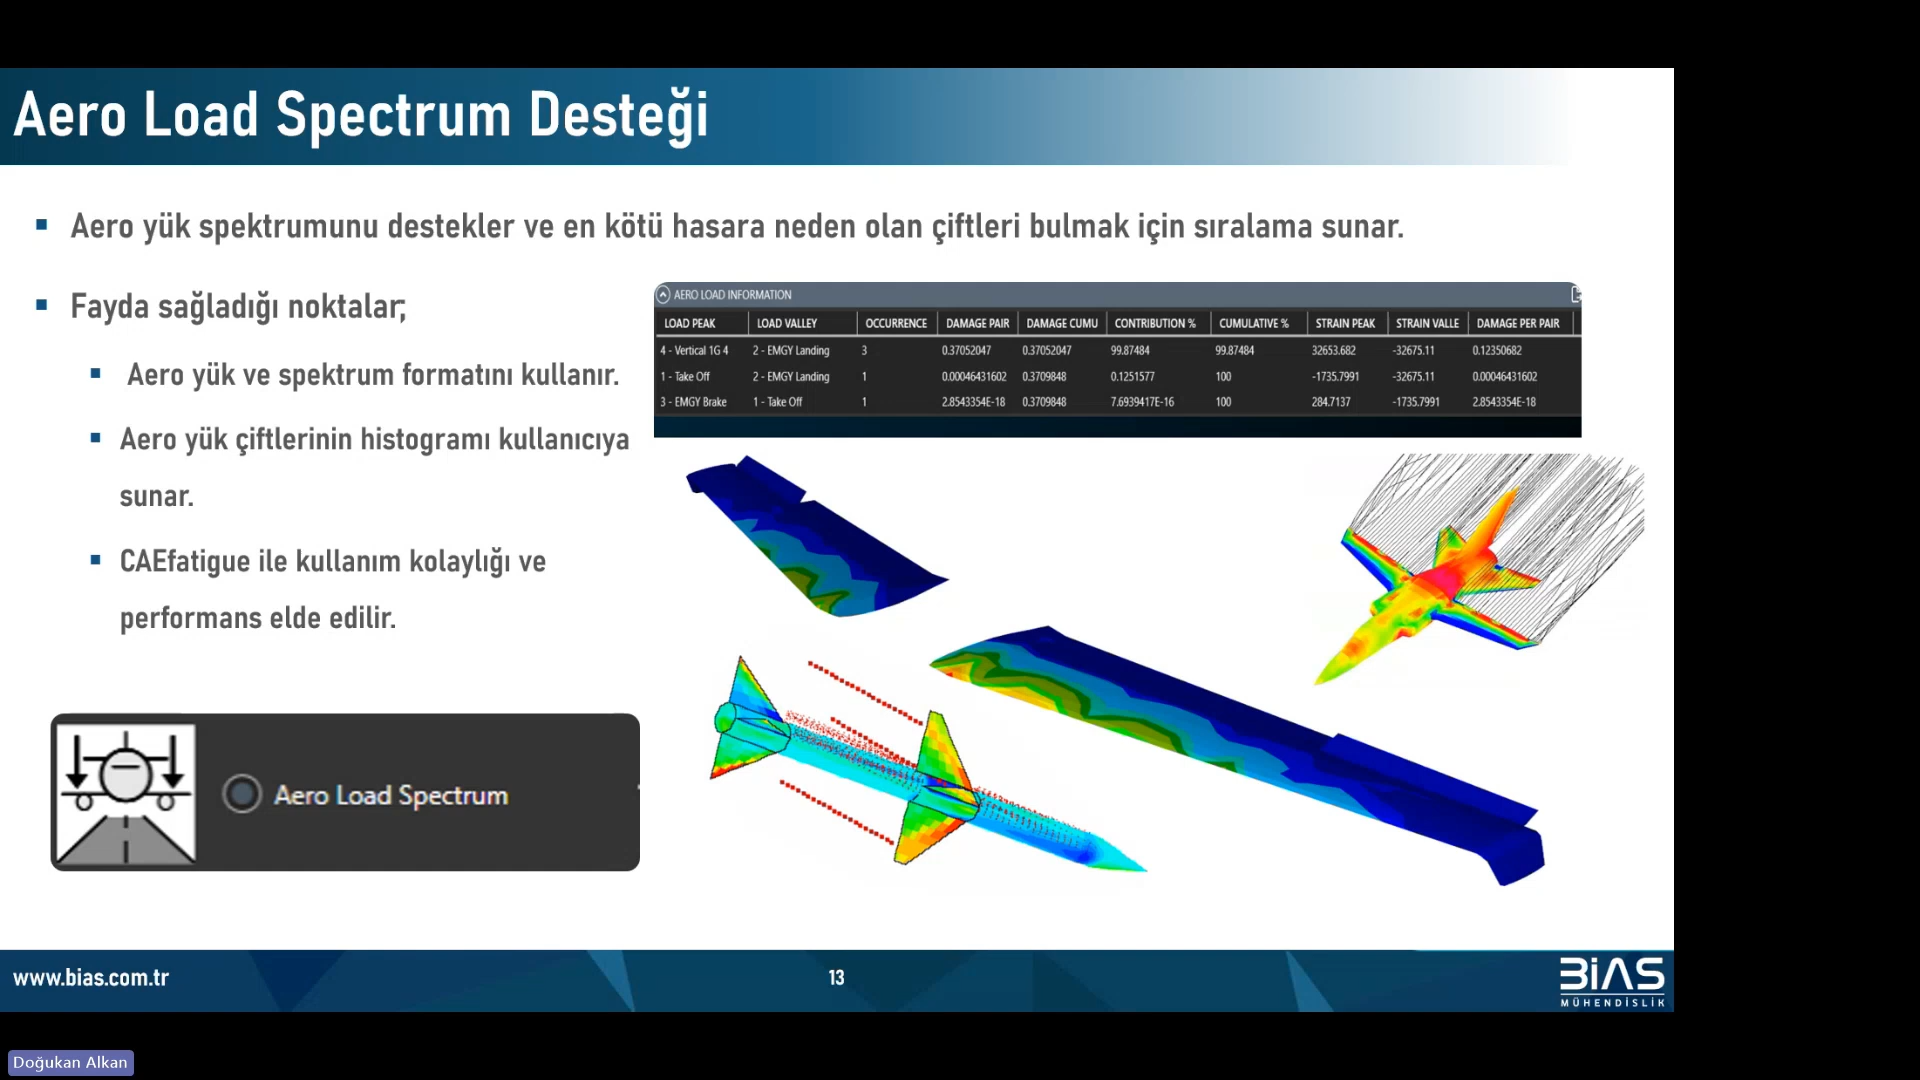 Aero Load Spectrum Desteği
Aero yük spektrumunu destekler ve en kötü hasara neden olan çiftleri bulmak için sıralama sunar.
Fayda sağladığı noktalar;
Aero yük ve spektrum formatını kullanır.
Aero yük çiftlerinin histogramı kullanıcıya
sunar.
CAEfatigue ile kullanım kolaylığı ve
performans elde edilir.
AERO LOAD INFORMATION
LOAD PEAK LOAD VALLEY OCCURRENCE DAMAGE PAIR DAMAGE CUMU CONTRIBUTION % CUMULATIVE % STRAIN PEAK STRAIN VALLE DAMAGE PER PAIR
4 - Vertical 1G 4 2 - EMGY Landing 3 0.37052047 0.37052047 99.87484 99.87484 32653.682 -32675.11 0.12350682
1 - Take Off 2 - EMGY Landing 1 0.00046431602 0.3709848 0.1251577 100 -1735.7991 -32675.11 0.00046431602
3 - EMGY Brake 1 - Take Off 1 2.8543354E-18 0.3709848 7.6939417E-16 100 284.7137 -1735.7991 2.8543354E-18
Aero Load Spectrum
www.bias.com.tr
13
BİAS
MÜHENDİSLİK
Doğukan Alkan